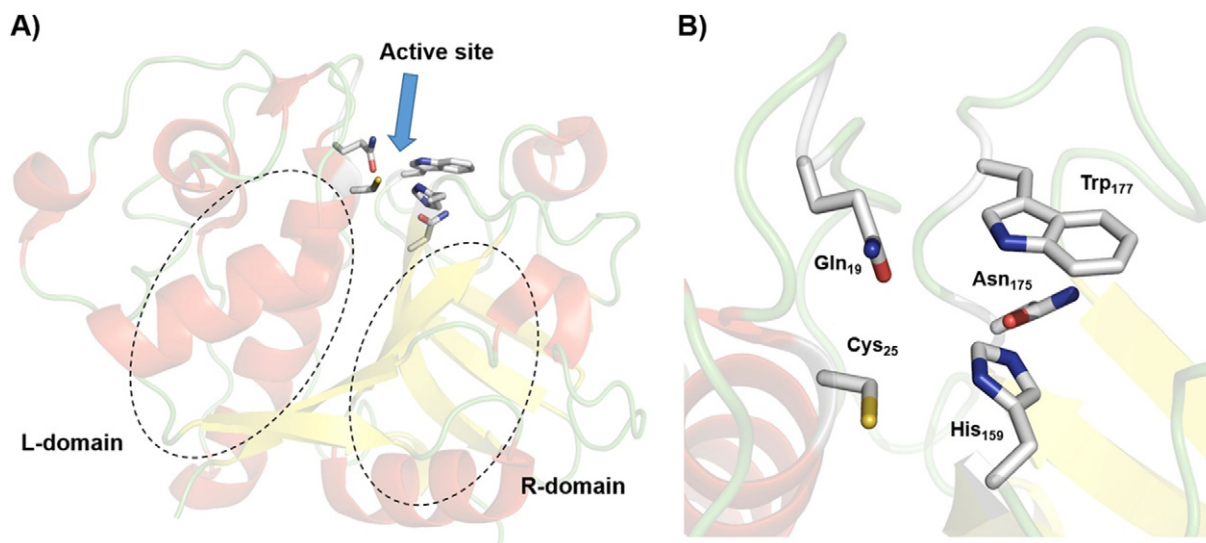 A)
Active site
L-domain
R-domain
B)
Trp177
Gln19
Asn175
Cys25
His159